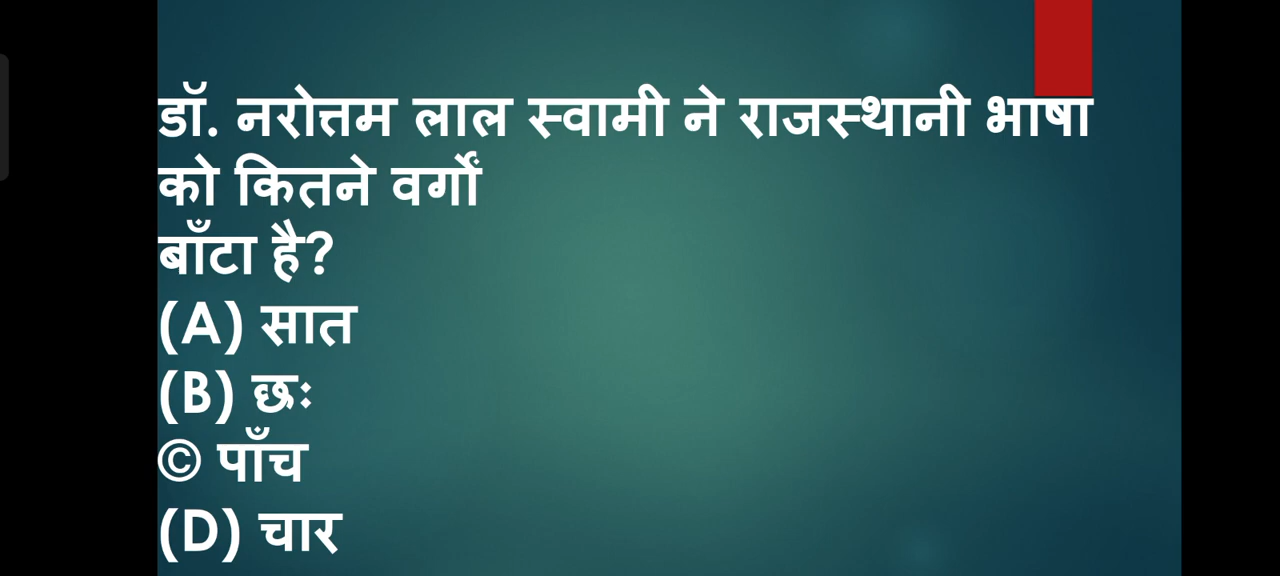 डॉ. नरोत्तम लाल स्वामी ने राजस्थानी भाषा
को कितने वर्गों
बाँटा है?
(A) सात
(B) छः
© पाँच
(D) चार